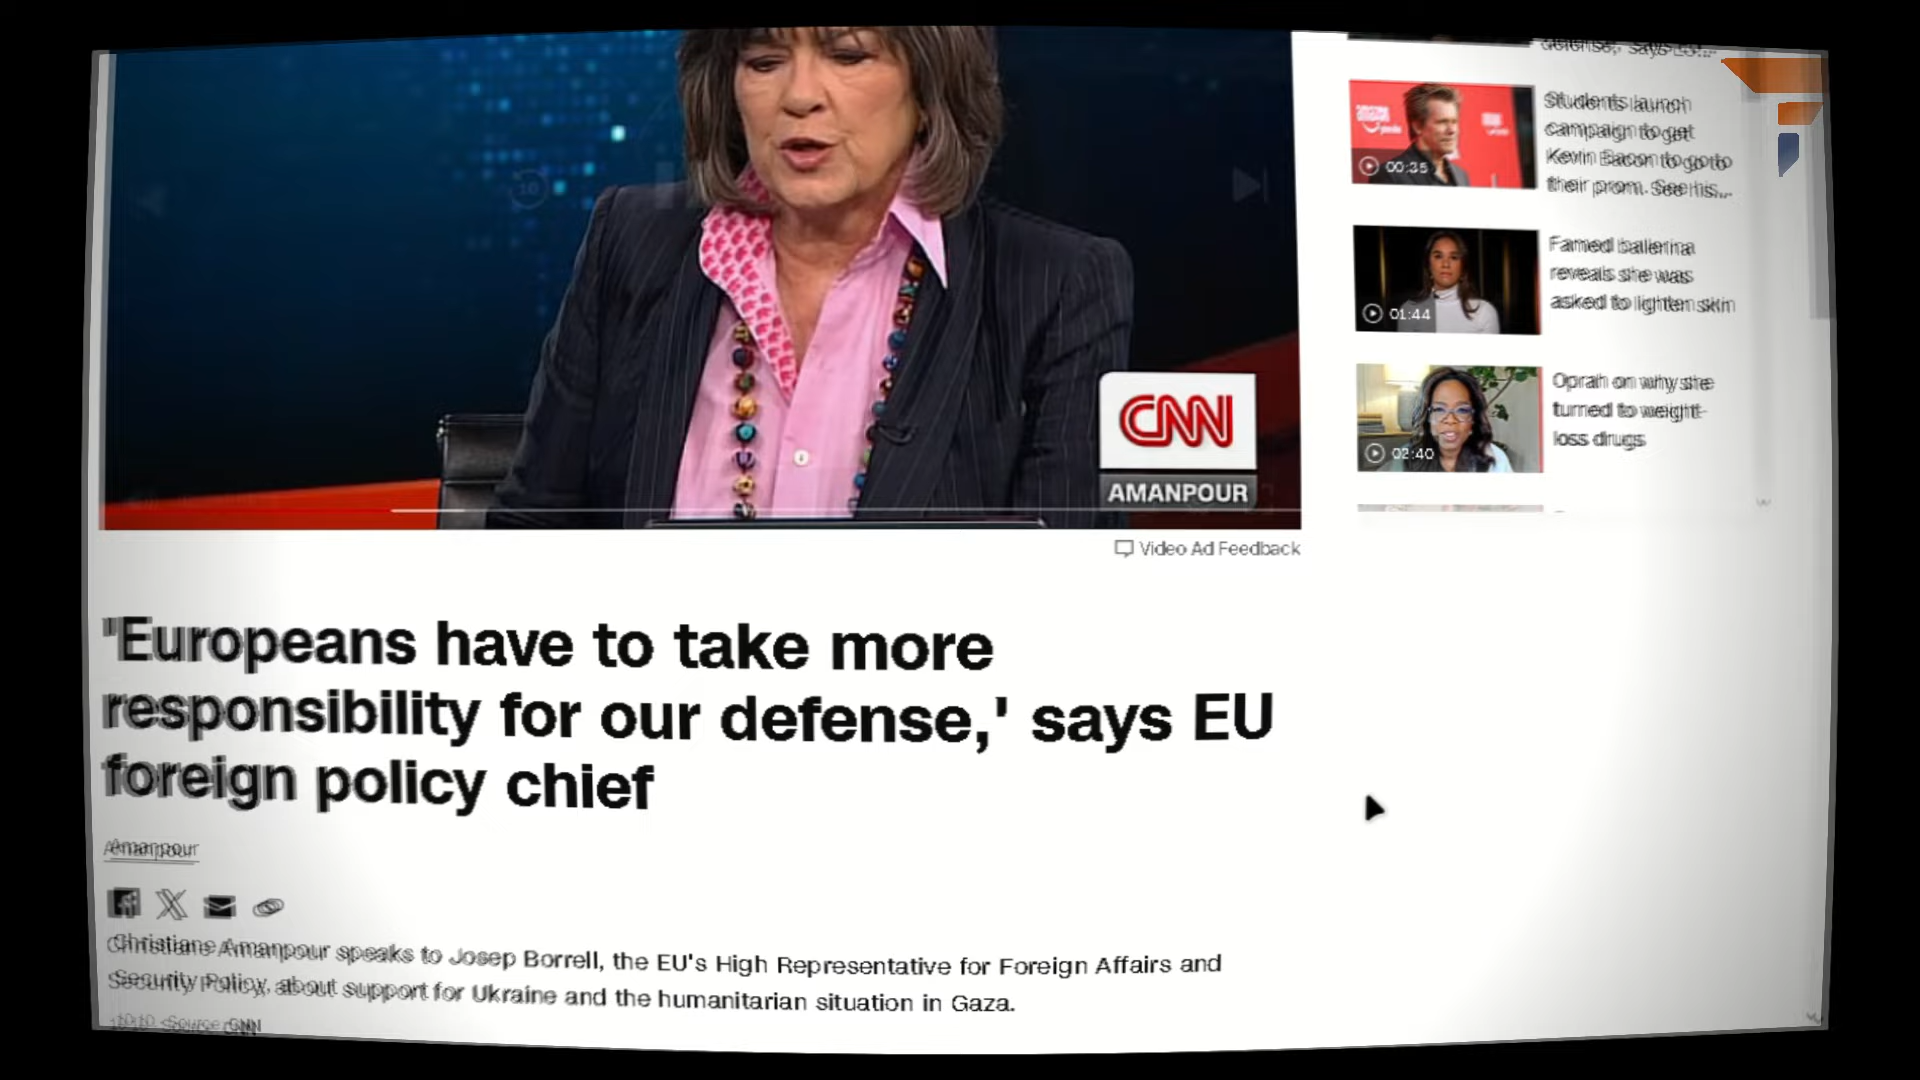 defense,' says EU...
Students launch
campaign to get
Kevin Bacon to go to
their prom. See his...
00:35
Famed ballerina
reveals she was
asked to lighten skin
01:44
Oprah on why she
turned to weight-
loss drugs
02:40
10
CNN
AMANPOUR
Video Ad Feedback
'Europeans have to take more
responsibility for our defense,' says EU
foreign policy chief
Amanpour
Christiane Amanpour speaks to Josep Borrell, the EU's High Representative for Foreign Affairs and
Security Policy, about support for Ukraine and the humanitarian situation in Gaza.
Source: CNN